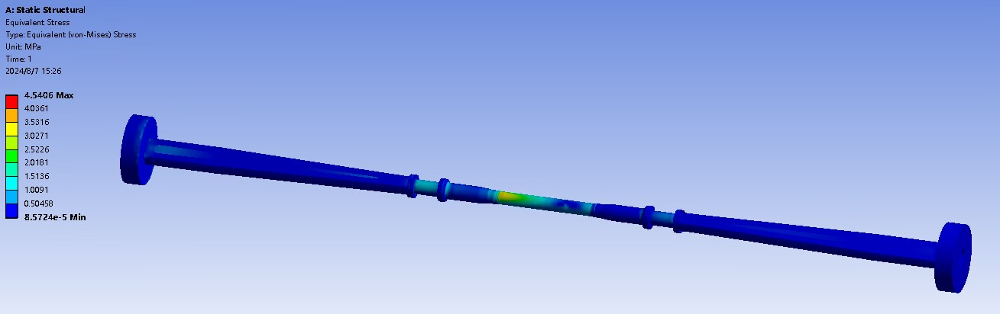 A: Static Structural
Equivalent Stress
Type: Equivalent (von-Mises) Stress
Unit: MPa
Time: 1
2024/8/7 15:26
4.5406 Max
4.0361
3.5316
3.0271
2.5226
2.0181
1.5136
1.0091
0.50458
8.5724e-5 Min